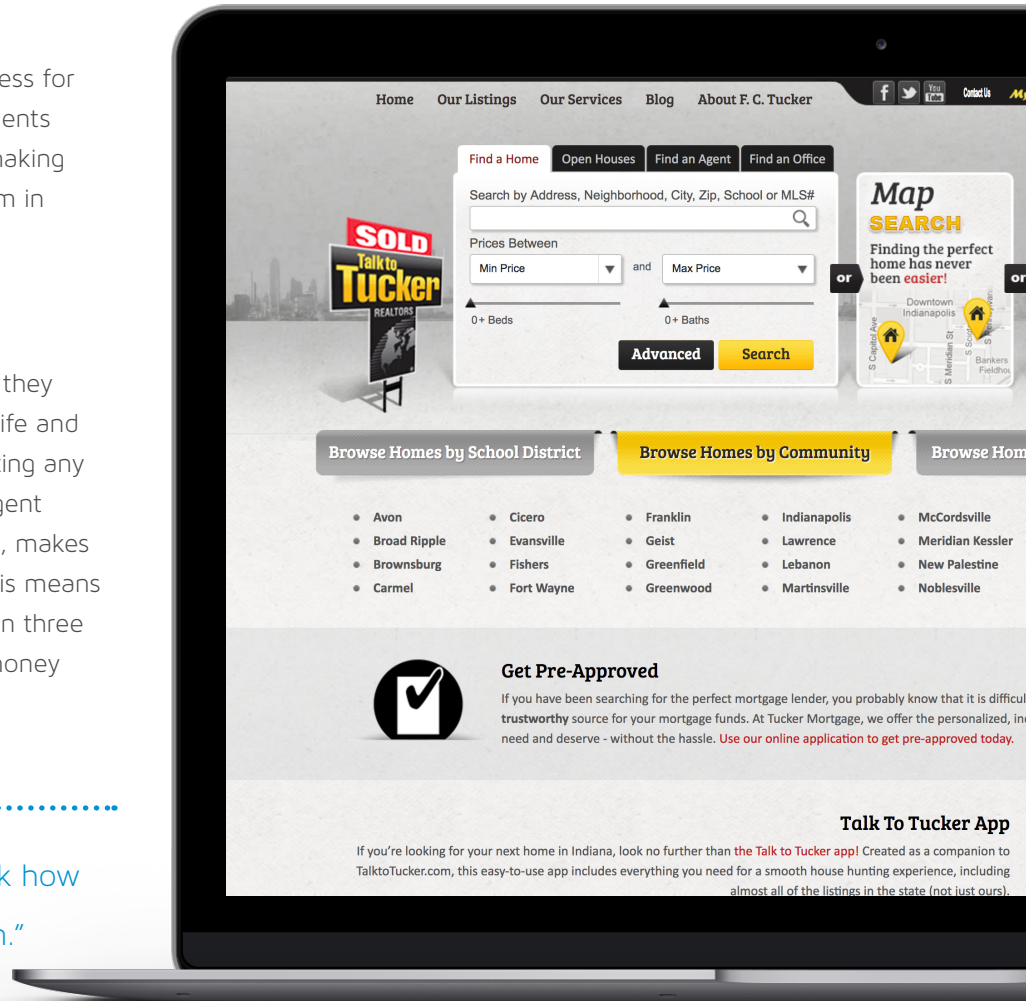 ess for
ents
naking
m in
they
ife and
ing any
gent
, makes
is means
n three
noney
k how
n.”
Home Our Listings Our Services Blog About F. C. Tucker
f You Tube Contact Us My
Find a Home Open Houses Find an Agent Find an Office
Search by Address, Neighborhood, City, Zip, School or MLS#
Prices Between
Min Price and Max Price
0+ Beds 0+ Baths
Advanced Search
SOLD
Talk to
Tucker
REALTORS
or
Map
SEARCH
Finding the perfect
home has never
been easier!
Downtown
Indianapolis
S Capitol Ave
S Meridian St
Bankers
Fieldhou
or
Browse Homes by School District Browse Homes by Community Browse Hom
Avon Cicero Franklin Indianapolis McCordsville
Broad Ripple Evansville Geist Lawrence Meridian Kessler
Brownsburg Fishers Greenfield Lebanon New Palestine
Carmel Fort Wayne Greenwood Martinsville Noblesville
Get Pre-Approved
If you have been searching for the perfect mortgage lender, you probably know that it is difficul
trustworthy source for your mortgage funds. At Tucker Mortgage, we offer the personalized, in
need and deserve - without the hassle. Use our online application to get pre-approved today.
Talk To Tucker App
If you’re looking for your next home in Indiana, look no further than the Talk to Tucker app! Created as a companion to
TalktoTucker.com, this easy-to-use app includes everything you need for a smooth house hunting experience, including
almost all of the listings in the state (not just ours).